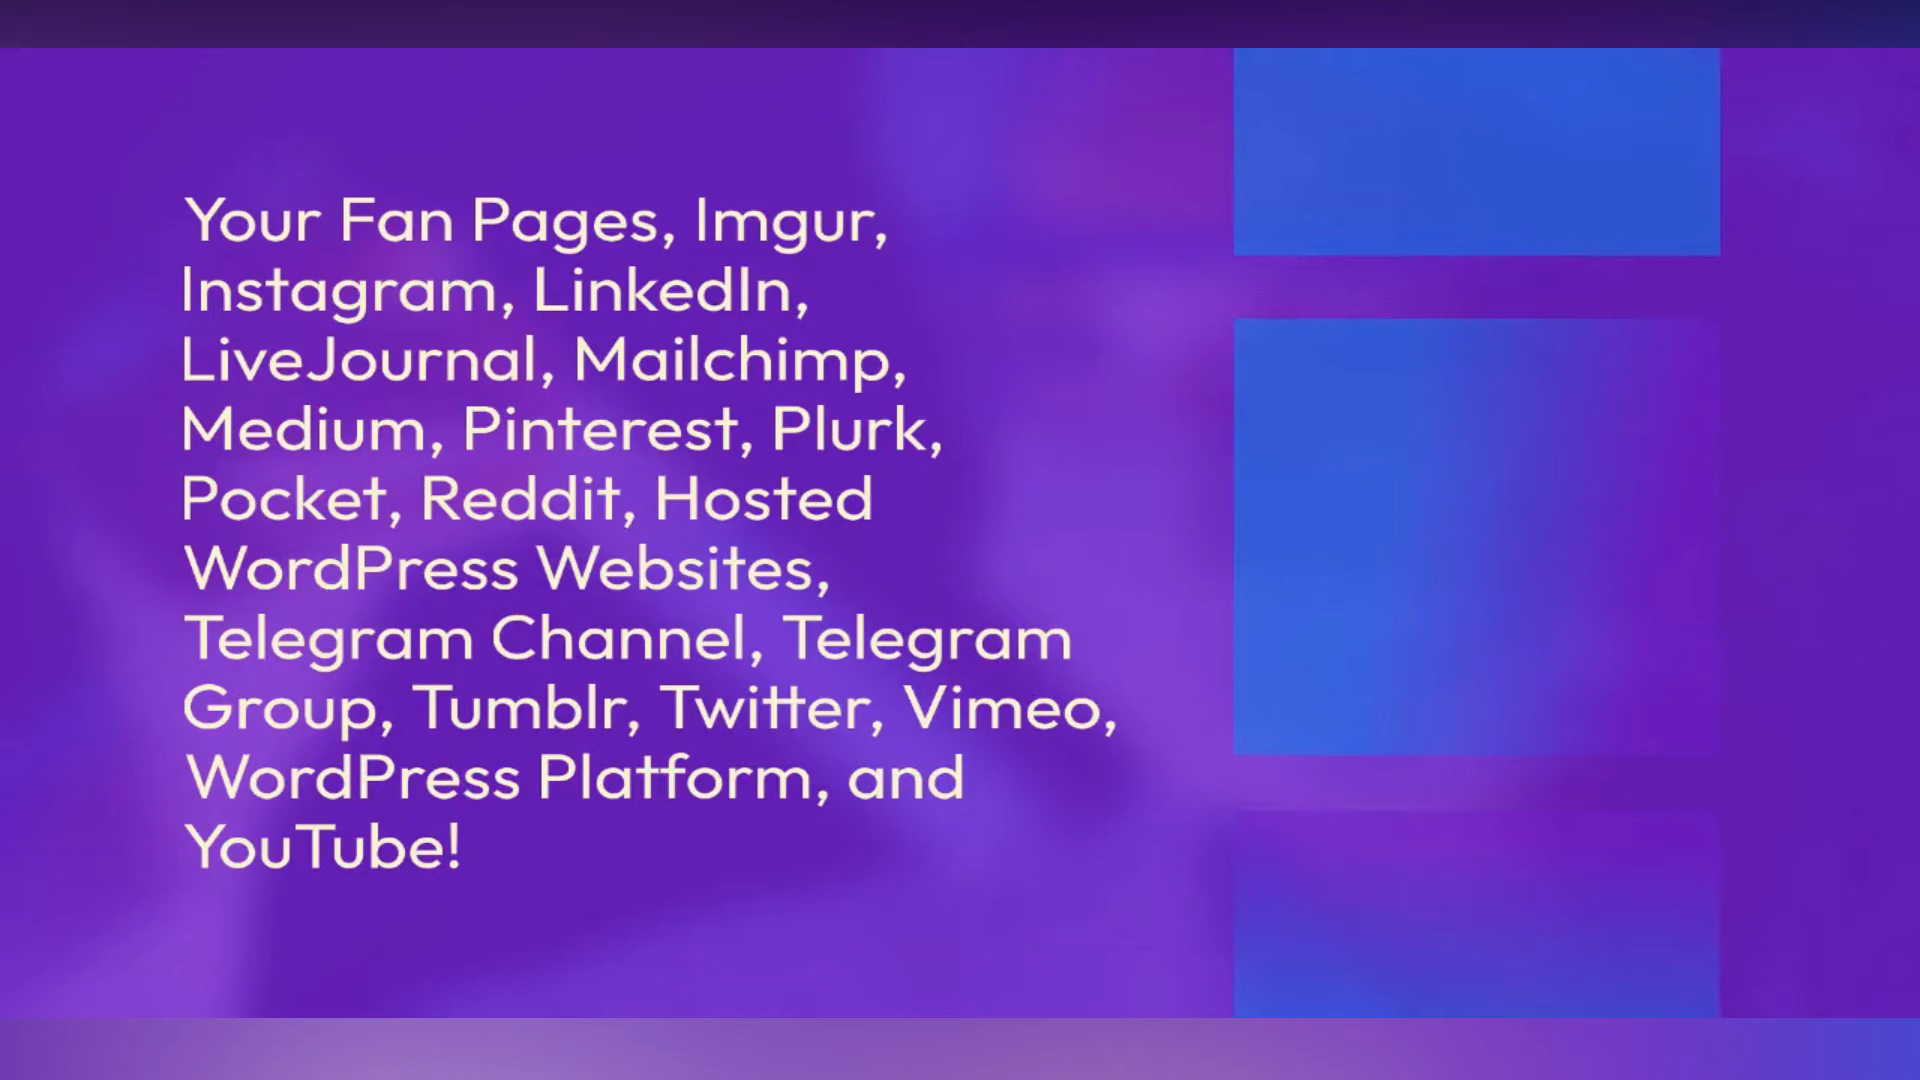 Your Fan Pages, Imgur,
Instagram, LinkedIn,
LiveJournal, Mailchimp,
Medium, Pinterest, Plurk,
Pocket, Reddit, Hosted
WordPress Websites,
Telegram Channel, Telegram
Group, Tumblr, Twitter, Vimeo,
WordPress Platform, and
YouTube!